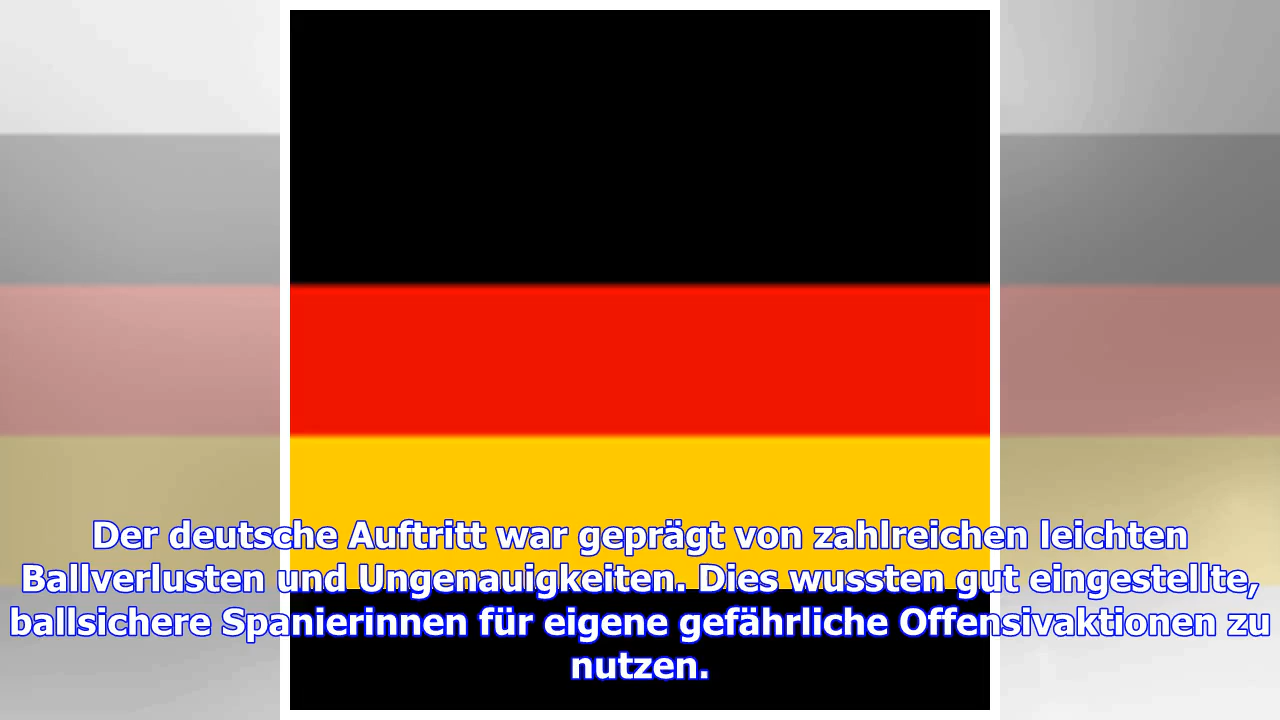 Der deutsche Auftritt war geprägt von zahlreichen leichten
Ballverlusten und Ungenauigkeiten. Dies wussten gut eingestellte,
ballsichere Spanierinnen für eigene gefährliche Offensivaktionen zu
nutzen.